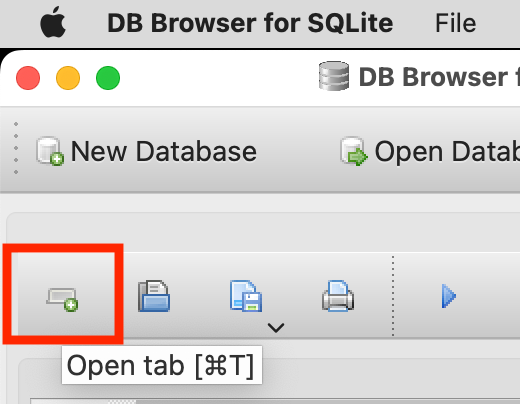 DB Browser for SQLite File
DB Browser f
New Database Open Datab
Open tab [⌘T]